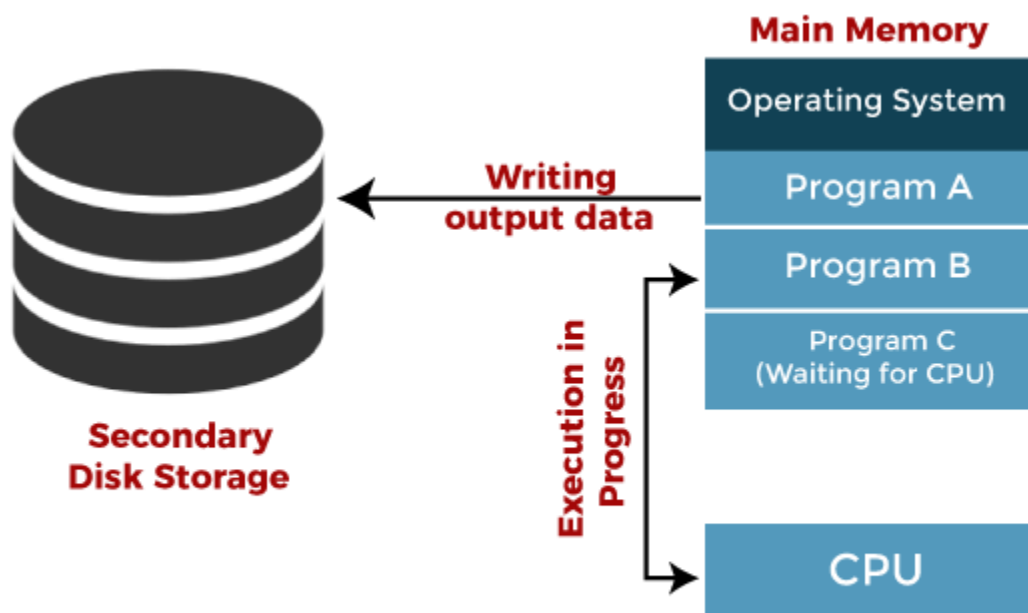 Main Memory
Operating System
Program A
Writing
output data
Program B
Program C
(Waiting for CPU)
Execution in
Progress
Secondary
Disk Storage
CPU